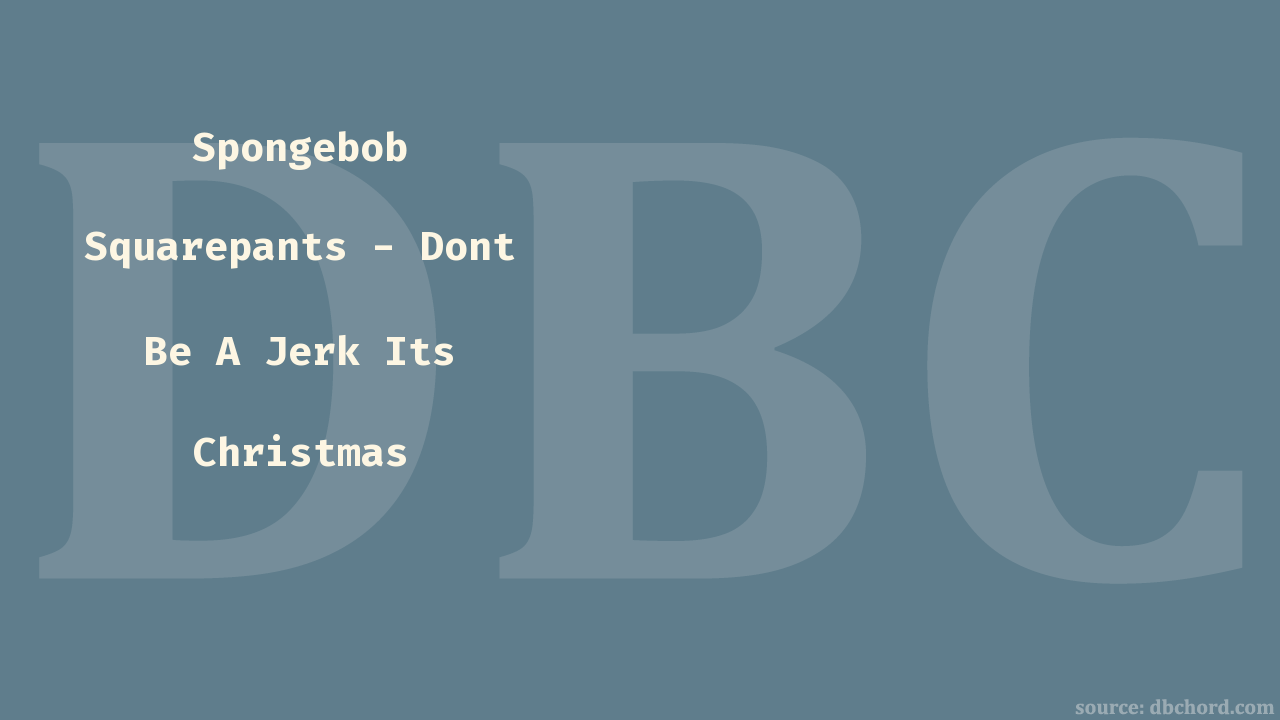 DBC
Spongebob
Squarepants - Dont
Be A Jerk Its
Christmas
source: dbchord.com